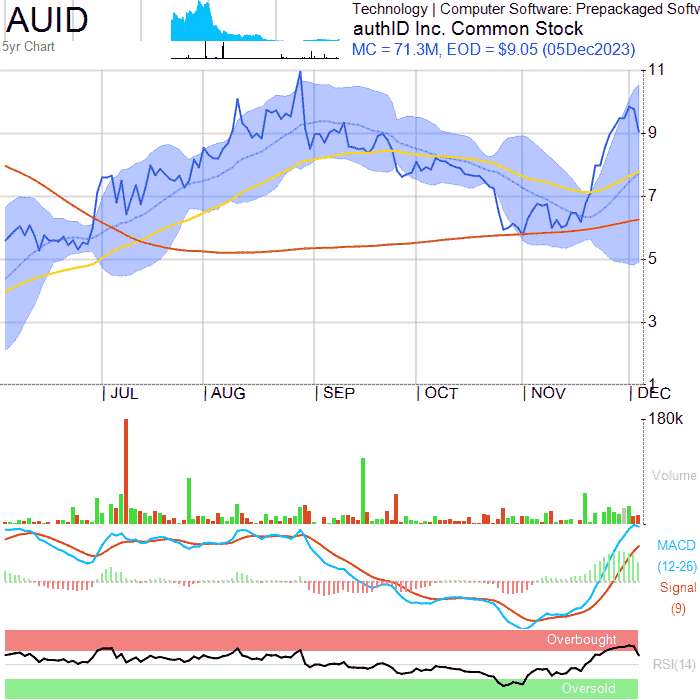 AUID
5yr Chart
Technology | Computer Software: Prepackaged Softw
authID Inc. Common Stock
MC = 71.3M, EOD = $9.05 (05Dec2023)
11
9
7
5
3
1
JUL AUG SEP OCT NOV DEC
180k
Volume
MACD
(12-26)
Signal
(9)
Overbought
RSI(14)
Oversold